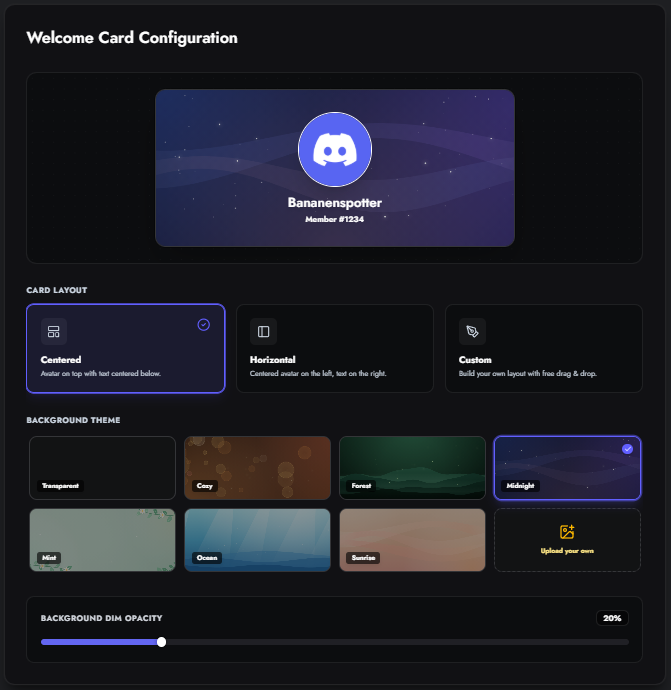 Welcome Card Configuration
Bananenspotter
Member #1234
CARD LAYOUT
Centered
Avatar on top with text centered below.
Horizontal
Centered avatar on the left, text on the right.
Custom
Build your own layout with free drag & drop.
BACKGROUND THEME
Transparent
Cozy
Forest
Midnight
Mint
Ocean
Sunrise
Upload your own
BACKGROUND DIM OPACITY
20%